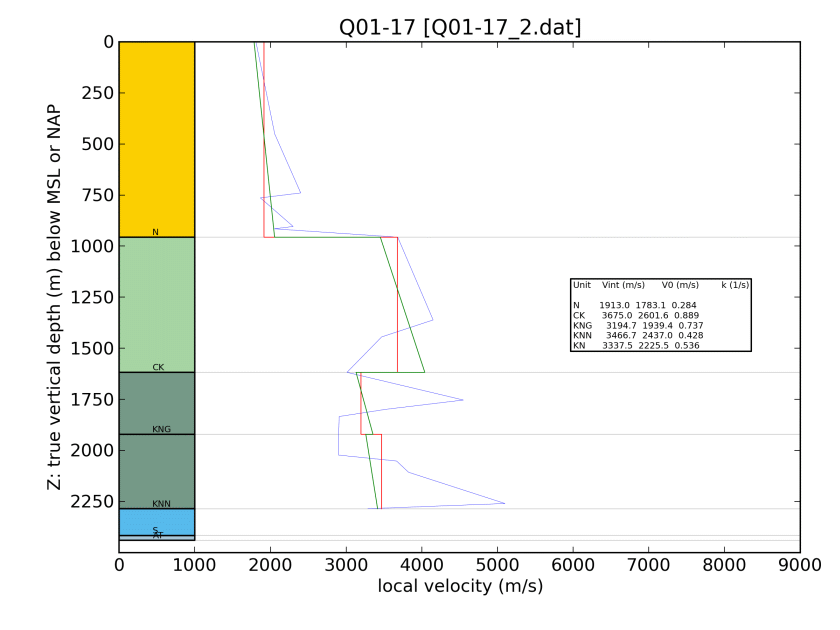 Q01-17 [Q01-17_2.dat]
0
250
500
750
1000
1250
1500
1750
2000
2250
Z: true vertical depth (m) below MSL or NAP
N
CK
KNG
KNN
S
AT
Unit Vint (m/s) V0 (m/s) k (1/s)
N 1913.0 1783.1 0.284
CK 3675.0 2601.6 0.889
KNG 3194.7 1939.4 0.737
KNN 3466.7 2437.0 0.428
KN 3337.5 2225.5 0.536
0 1000 2000 3000 4000 5000 6000 7000 8000 9000
local velocity (m/s)